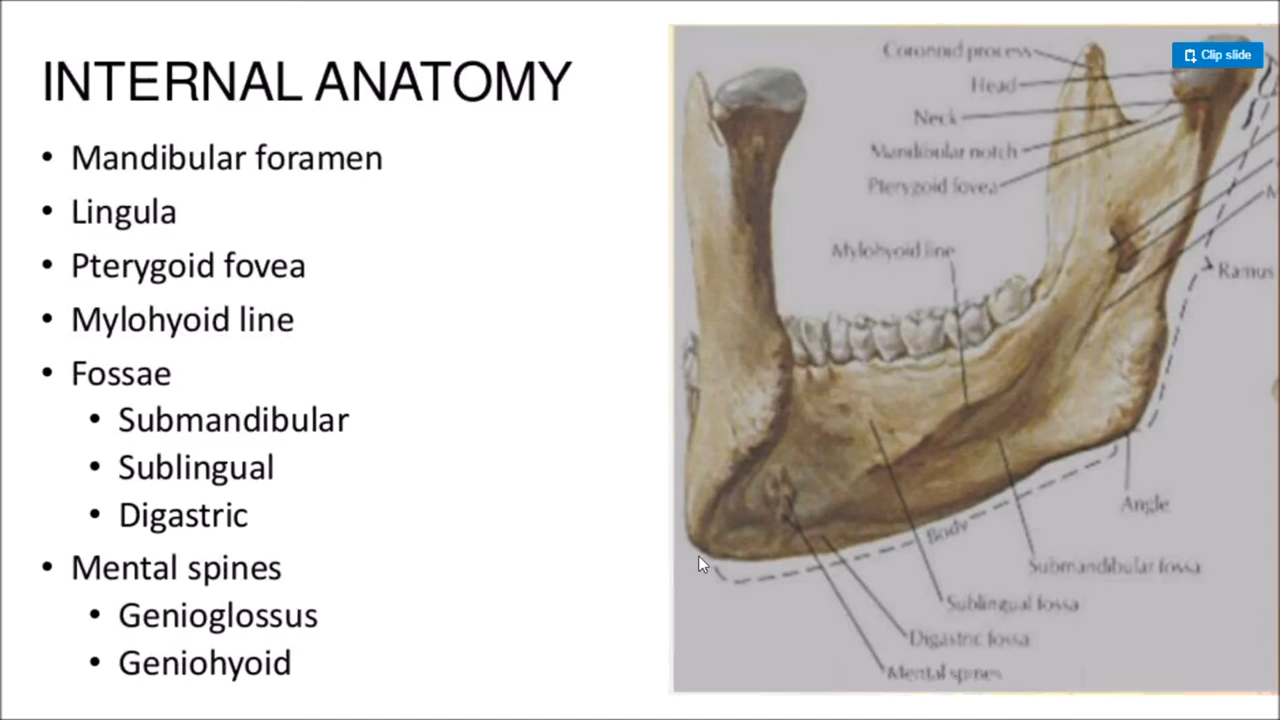 INTERNAL ANATOMY
• Mandibular foramen
• Lingula
• Pterygoid fovea
• Mylohyoid line
• Fossae
• Submandibular
• Sublingual
• Digastric
• Mental spines
• Genioglossus
• Geniohyoid
Clip slide
Coronoid process
Head
Neck
Mandibular notch
Pterygoid fovea
Mylohyoid line
Ramus
Angle
Body
Submandibular fossa
Sublingual fossa
Digastric fossa
Mental spines